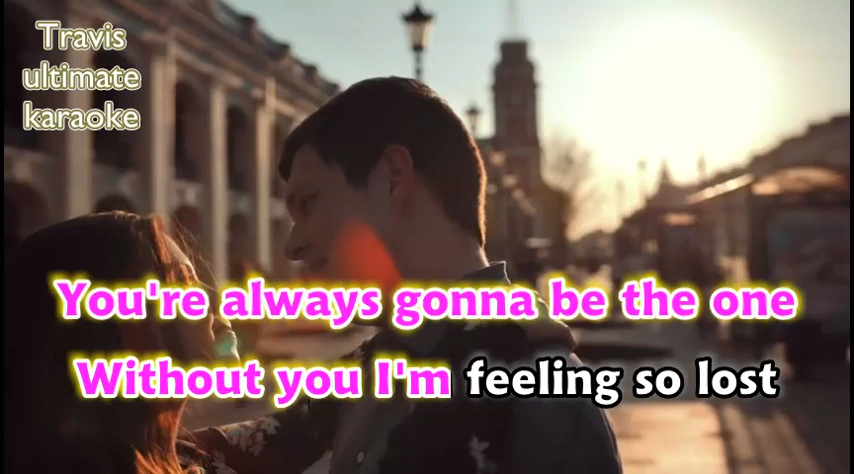 Travis
ultimate
karaoke
You're always gonna be the one
Without you I'm feeling so lost